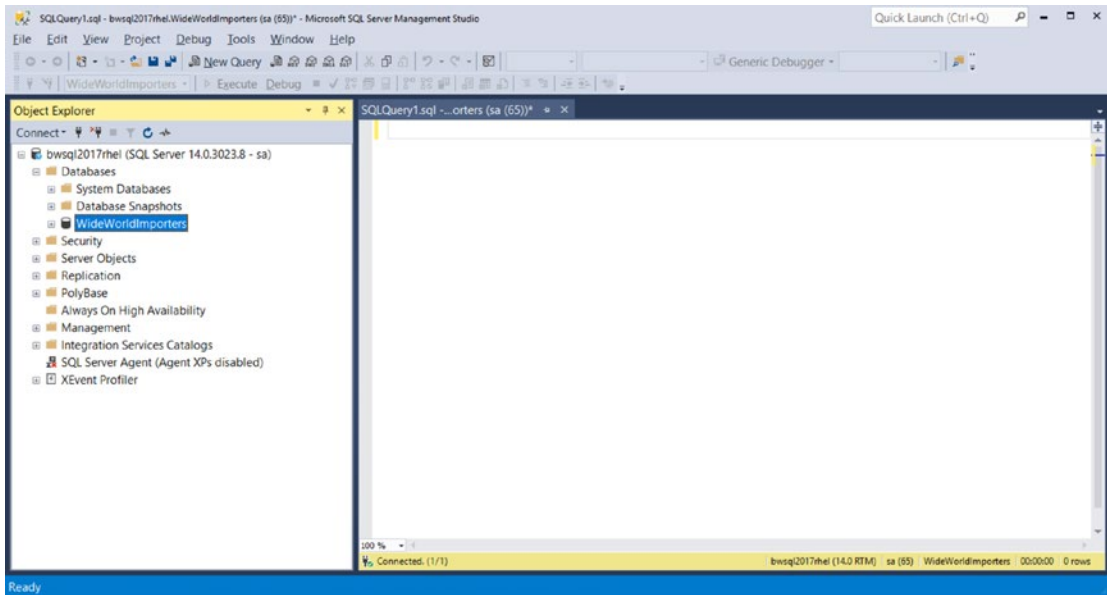 SQLQuery1.sql - bwsql2017rhel.WideWorldImporters (sa (65))* - Microsoft SQL Server Management Studio
Quick Launch (Ctrl+Q)
File Edit View Project Debug Tools Window Help
New Query
Generic Debugger
WideWorldImporters
Execute Debug
Object Explorer
SQLQuery1.sql -...orters (sa (65))*
Connect
bwsql2017rhel (SQL Server 14.0.3023.8 - sa)
Databases
System Databases
Database Snapshots
WideWorldImporters
Security
Server Objects
Replication
PolyBase
Always On High Availability
Management
Integration Services Catalogs
SQL Server Agent (Agent XPs disabled)
XEvent Profiler
100 %
Connected. (1/1)
bwsql2017rhel (14.0 RTM) sa (65) WideWorldImporters 00:00:00 0 rows
Ready